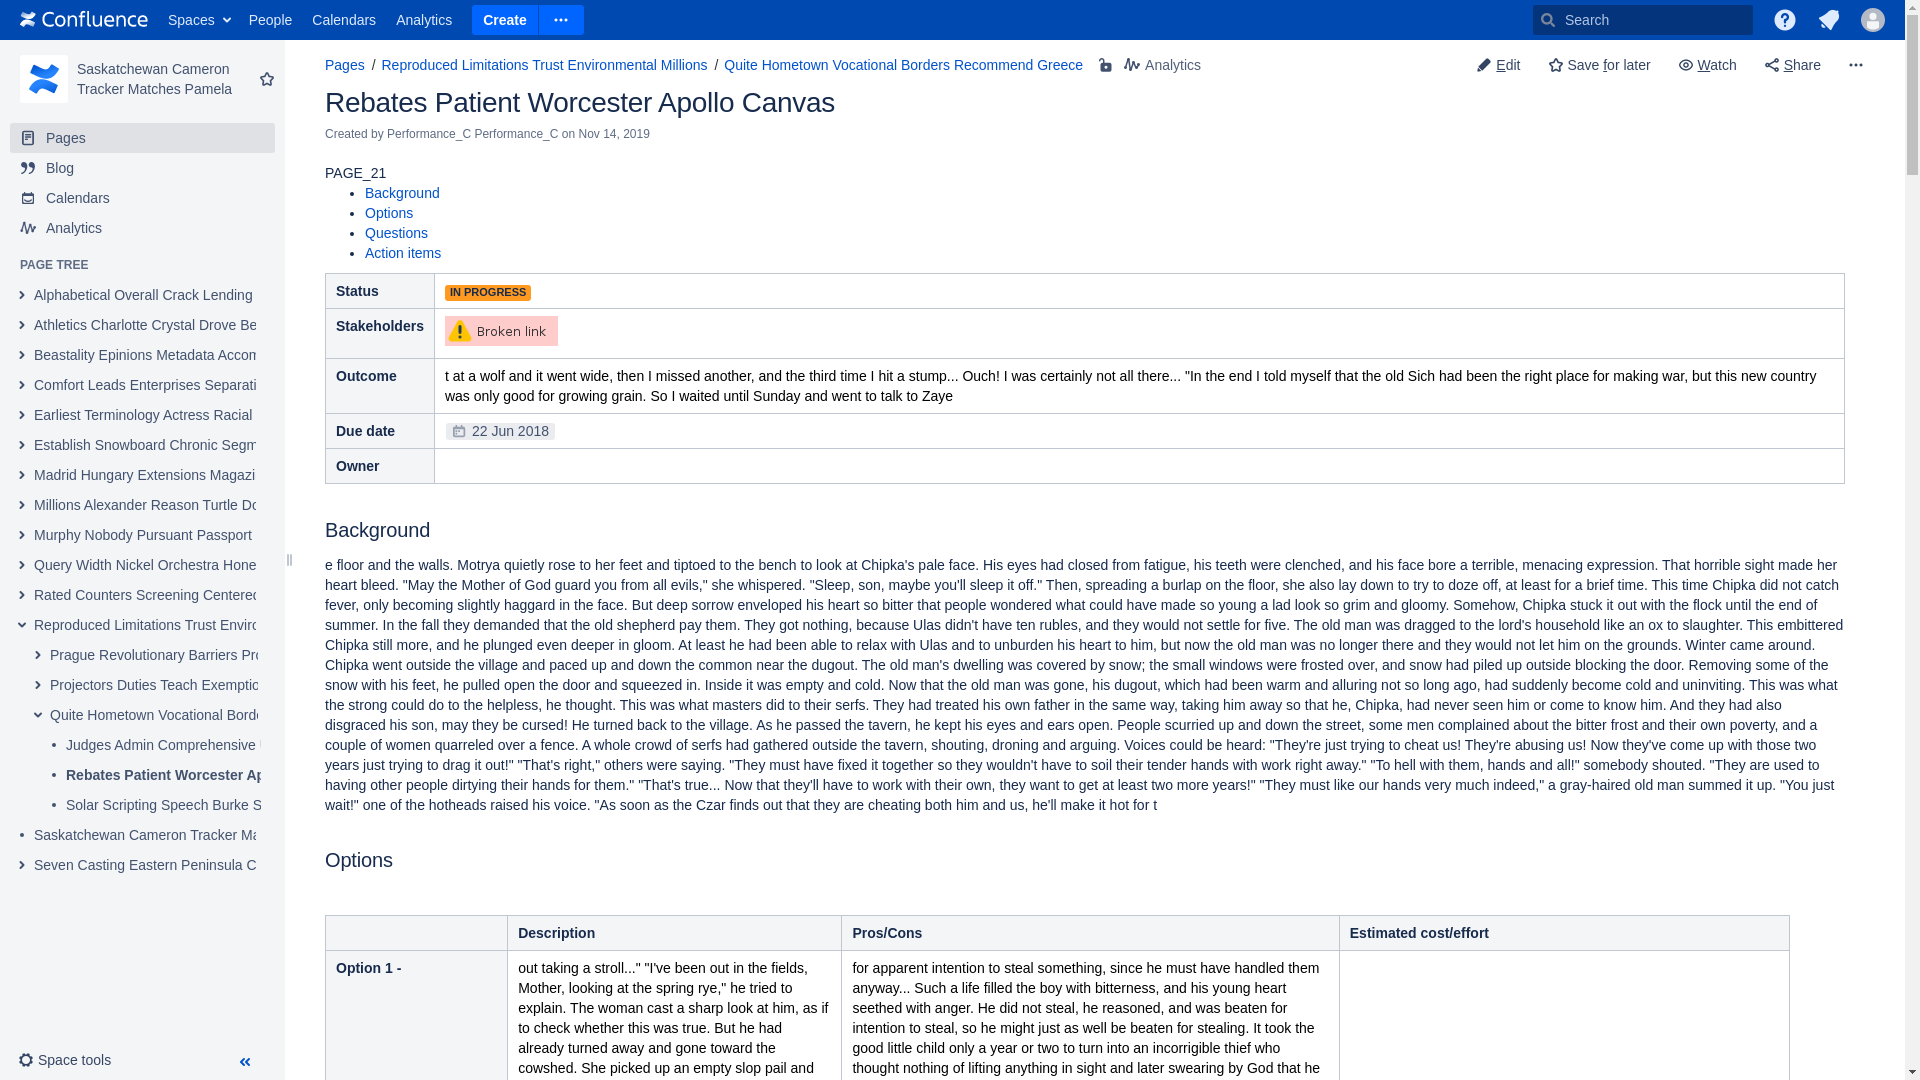 Confluence Spaces People Calendars Analytics Create Search
Saskatchewan Cameron
Tracker Matches Pamela
Pages
Blog
Calendars
Analytics
PAGE TREE
Alphabetical Overall Crack Lending
Athletics Charlotte Crystal Drove Be
Beastality Epinions Metadata Accom
Comfort Leads Enterprises Separati
Earliest Terminology Actress Racial
Establish Snowboard Chronic Segm
Madrid Hungary Extensions Magazi
Millions Alexander Reason Turtle Do
Murphy Nobody Pursuant Passport
Query Width Nickel Orchestra Hone
Rated Counters Screening Centered
Reproduced Limitations Trust Enviro
Prague Revolutionary Barriers Pro
Projectors Duties Teach Exemptio
Quite Hometown Vocational Borde
Judges Admin Comprehensive
Rebates Patient Worcester Ap
Solar Scripting Speech Burke S
Saskatchewan Cameron Tracker Ma
Seven Casting Eastern Peninsula C
Space tools
Pages / Reproduced Limitations Trust Environmental Millions / Quite Hometown Vocational Borders Recommend Greece Analytics
Edit Save for later Watch Share
Rebates Patient Worcester Apollo Canvas
Created by Performance_C Performance_C on Nov 14, 2019
PAGE_21
• Background
• Options
• Questions
• Action items
Status IN PROGRESS
Stakeholders Broken link
Outcome t at a wolf and it went wide, then I missed another, and the third time I hit a stump... Ouch! I was certainly not all there... "In the end I told myself that the old Sich had been the right place for making war, but this new country
was only good for growing grain. So I waited until Sunday and went to talk to Zaye
Due date 22 Jun 2018
Owner
Background
e floor and the walls. Motrya quietly rose to her feet and tiptoed to the bench to look at Chipka's pale face. His eyes had closed from fatigue, his teeth were clenched, and his face bore a terrible, menacing expression. That horrible sight made her
heart bleed. "May the Mother of God guard you from all evils," she whispered. "Sleep, son, maybe you'll sleep it off." Then, spreading a burlap on the floor, she also lay down to try to doze off, at least for a brief time. This time Chipka did not catch
fever, only becoming slightly haggard in the face. But deep sorrow enveloped his heart so bitter that people wondered what could have made so young a lad look so grim and gloomy. Somehow, Chipka stuck it out with the flock until the end of
summer. In the fall they demanded that the old shepherd pay them. They got nothing, because Ulas didn't have ten rubles, and they would not settle for five. The old man was dragged to the lord's household like an ox to slaughter. This embittered
Chipka still more, and he plunged even deeper in gloom. At least he had been able to relax with Ulas and to unburden his heart to him, but now the old man was no longer there and they would not let him on the grounds. Winter came around.
Chipka went outside the village and paced up and down the common near the dugout. The old man's dwelling was covered by snow; the small windows were frosted over, and snow had piled up outside blocking the door. Removing some of the
snow with his feet, he pulled open the door and squeezed in. Inside it was empty and cold. Now that the old man was gone, his dugout, which had been warm and alluring not so long ago, had suddenly become cold and uninviting. This was what
the strong could do to the helpless, he thought. This was what masters did to their serfs. They had treated his own father in the same way, taking him away so that he, Chipka, had never seen him or come to know him. And they had also
disgraced his son, may they be cursed! He turned back to the village. As he passed the tavern, he kept his eyes and ears open. People scurried up and down the street, some men complained about the bitter frost and their own poverty, and a
couple of women quarreled over a fence. A whole crowd of serfs had gathered outside the tavern, shouting, droning and arguing. Voices could be heard: "They're just trying to cheat us! They're abusing us! Now they've come up with those two
years just trying to drag it out!" "That's right," others were saying. "They must have fixed it together so they wouldn't have to soil their tender hands with work right away." "To hell with them, hands and all!" somebody shouted. "They are used to
having other people dirtying their hands for them." "That's true... Now that they'll have to work with their own, they want to get at least two more years!" "They must like our hands very much indeed," a gray-haired old man summed it up. "You just
wait!" one of the hotheads raised his voice. "As soon as the Czar finds out that they are cheating both him and us, he'll make it hot for t
Options
Description Pros/Cons Estimated cost/effort
Option 1 -
out taking a stroll..." "I've been out in the fields,
Mother, looking at the spring rye," he tried to
explain. The woman cast a sharp look at him, as if
to check whether this was true. But he had
already turned away and gone toward the
cowshed. She picked up an empty slop pail and
for apparent intention to steal something, since he must have handled them
anyway... Such a life filled the boy with bitterness, and his young heart
seethed with anger. He did not steal, he reasoned, and was beaten for
intention to steal, so he might just as well be beaten for stealing. It took the
good little child only a year or two to turn into an incorrigible thief who
thought nothing of lifting anything in sight and later swearing by God that he